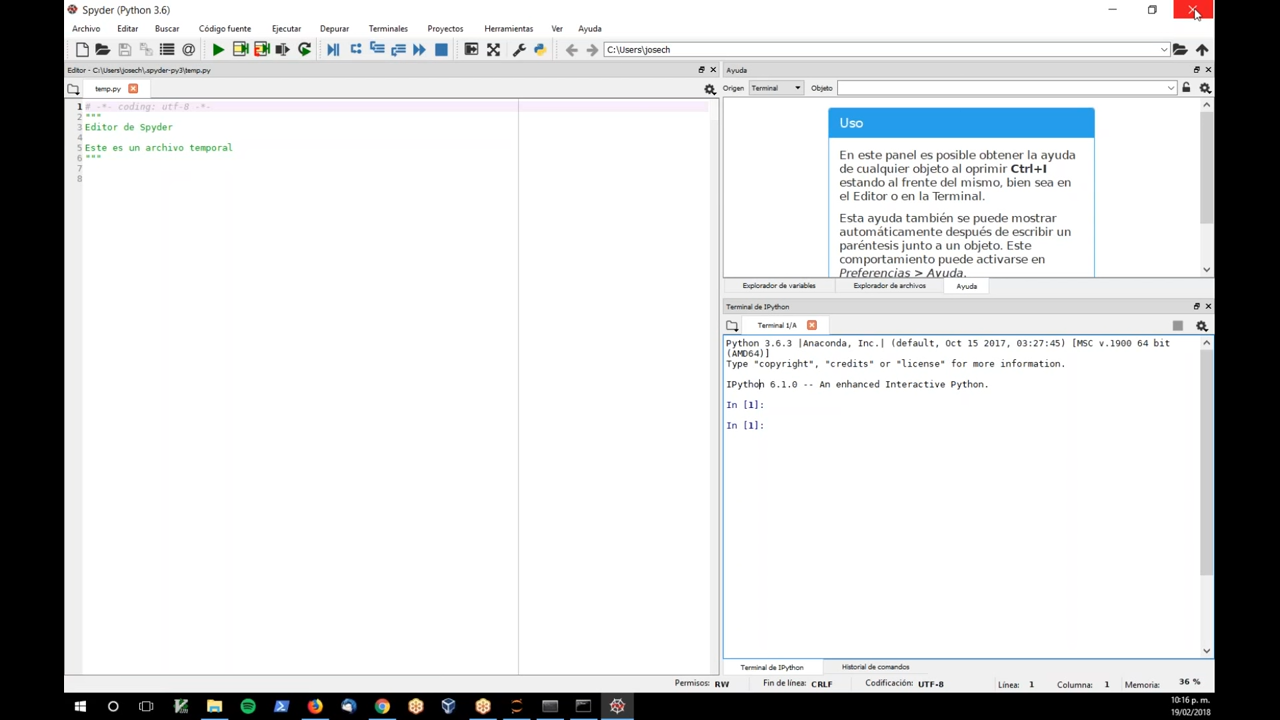 Spyder (Python 3.6)
Archivo Editar Buscar Código fuente Ejecutar Depurar Terminales Proyectos Herramientas Ver Ayuda
C:\Users\josech
Editor - C:\Users\josech\.spyder-py3\temp.py
temp.py
1 # -*- coding: utf-8 -*-
2 """
3 Editor de Spyder
4
5 Este es un archivo temporal
6 """
7
8
Ayuda
Origen Terminal Objeto
Uso
En este panel es posible obtener la ayuda
de cualquier objeto al oprimir Ctrl+I
estando al frente del mismo, bien sea en
el Editor o en la Terminal.
Esta ayuda también se puede mostrar
automáticamente después de escribir un
paréntesis junto a un objeto. Este
comportamiento puede activarse en
Preferencias > Ayuda.
Explorador de variables Explorador de archivos Ayuda
Terminal de IPython
Terminal 1/A
Python 3.6.3 |Anaconda, Inc.| (default, Oct 15 2017, 03:27:45) [MSC v.1900 64 bit
(AMD64)]
Type "copyright", "credits" or "license" for more information.
IPython 6.1.0 -- An enhanced Interactive Python.
In [1]:
In [1]:
Terminal de IPython Historial de comandos
Permisos: RW Fin de línea: CRLF Codificación: UTF-8 Línea: 1 Columna: 1 Memoria: 36 %
10:16 p. m.
19/02/2018